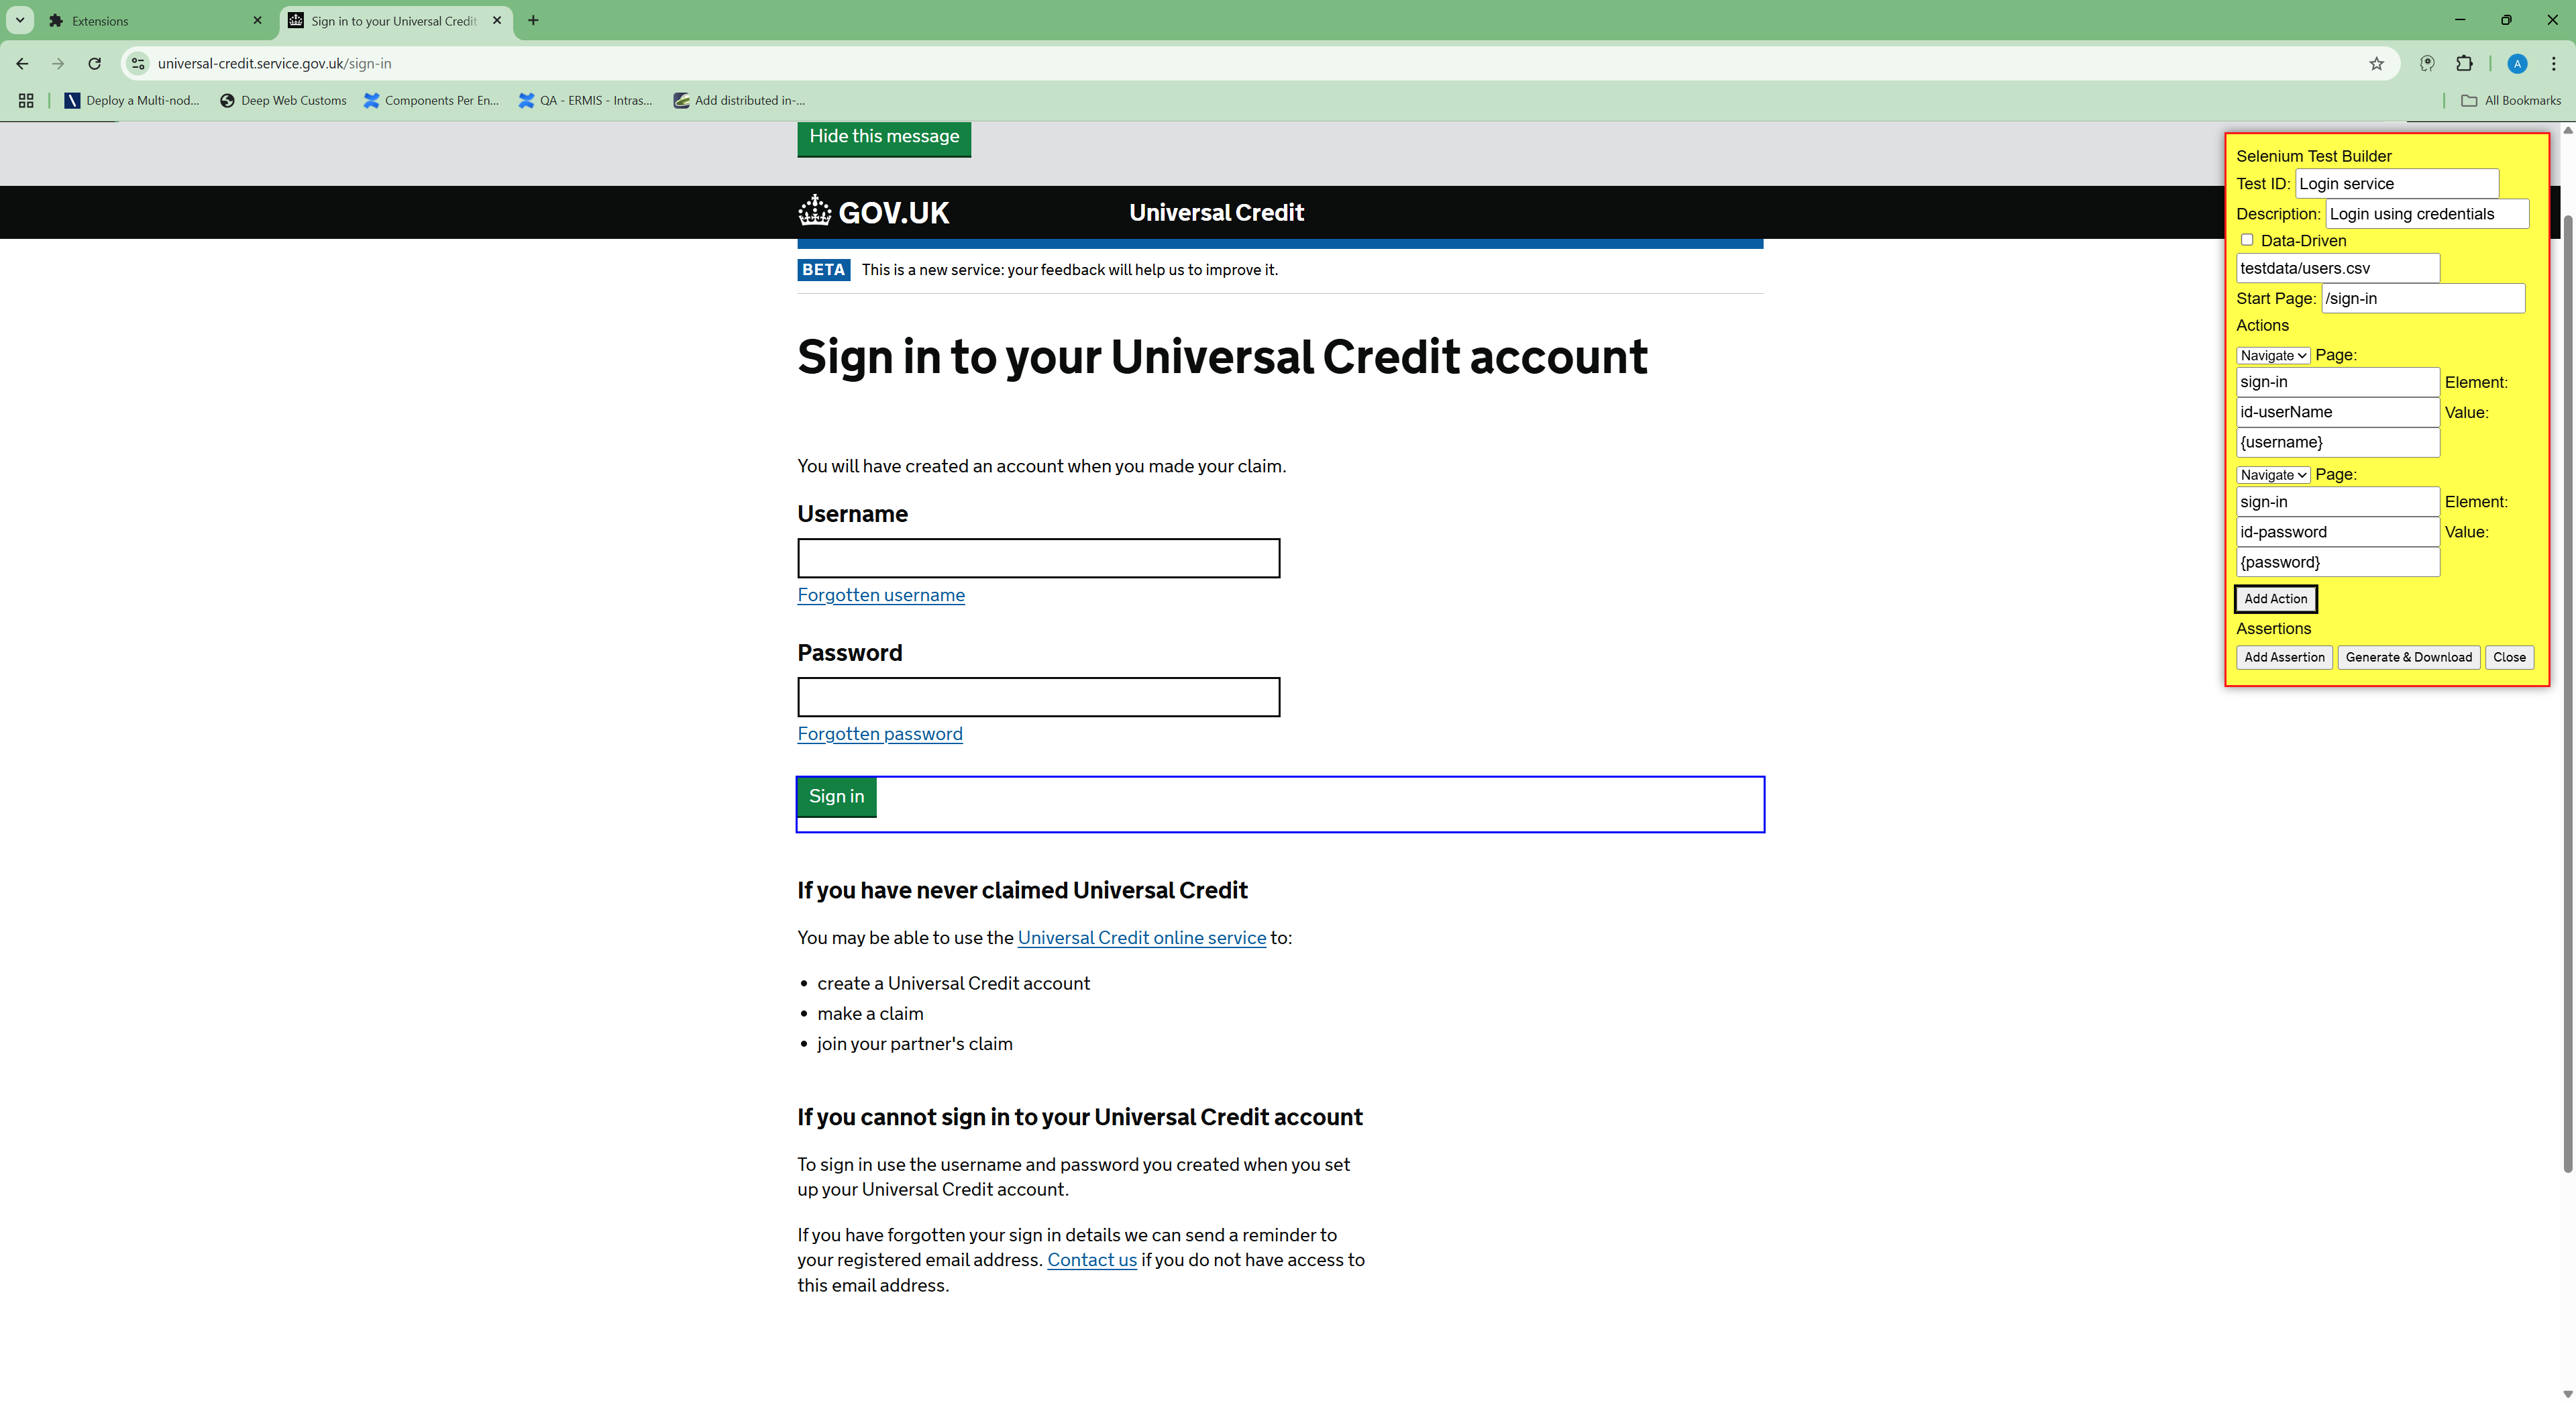 Extensions
Sign in to your Universal Credit
universal-credit.service.gov.uk/sign-in
A
Deploy a Multi-nod...
Deep Web Customs
Components Per En...
QA - ERMIS - Intras...
Add distributed in-...
All Bookmarks
Hide this message
GOV.UK
Universal Credit
BETA This is a new service: your feedback will help us to improve it.
Sign in to your Universal Credit account
You will have created an account when you made your claim.
Username
Forgotten username
Password
Forgotten password
Sign in
If you have never claimed Universal Credit
You may be able to use the Universal Credit online service to:
• create a Universal Credit account
• make a claim
• join your partner's claim
If you cannot sign in to your Universal Credit account
To sign in use the username and password you created when you set
up your Universal Credit account.
If you have forgotten your sign in details we can send a reminder to
your registered email address. Contact us if you do not have access to
this email address.
Selenium Test Builder
Test ID: Login service
Description: Login using credentials
Data-Driven
testdata/users.csv
Start Page: /sign-in
Actions
Navigate Page:
sign-in Element:
id-userName Value:
{username}
Navigate Page:
sign-in Element:
id-password Value:
{password}
Add Action
Assertions
Add Assertion Generate & Download Close